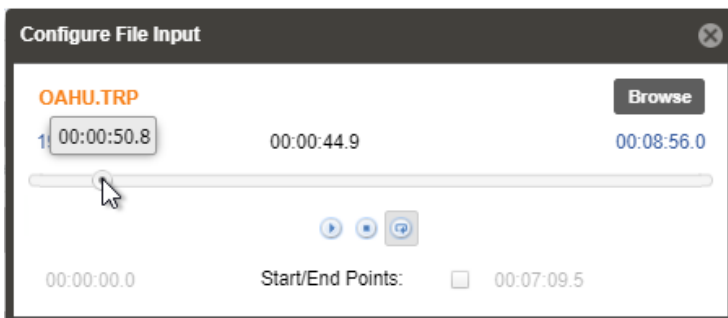 Configure File Input
OAHU.TRP
Browse
00:00:50.8
00:00:44.9
00:08:56.0
00:00:00.0
Start/End Points:
00:07:09.5